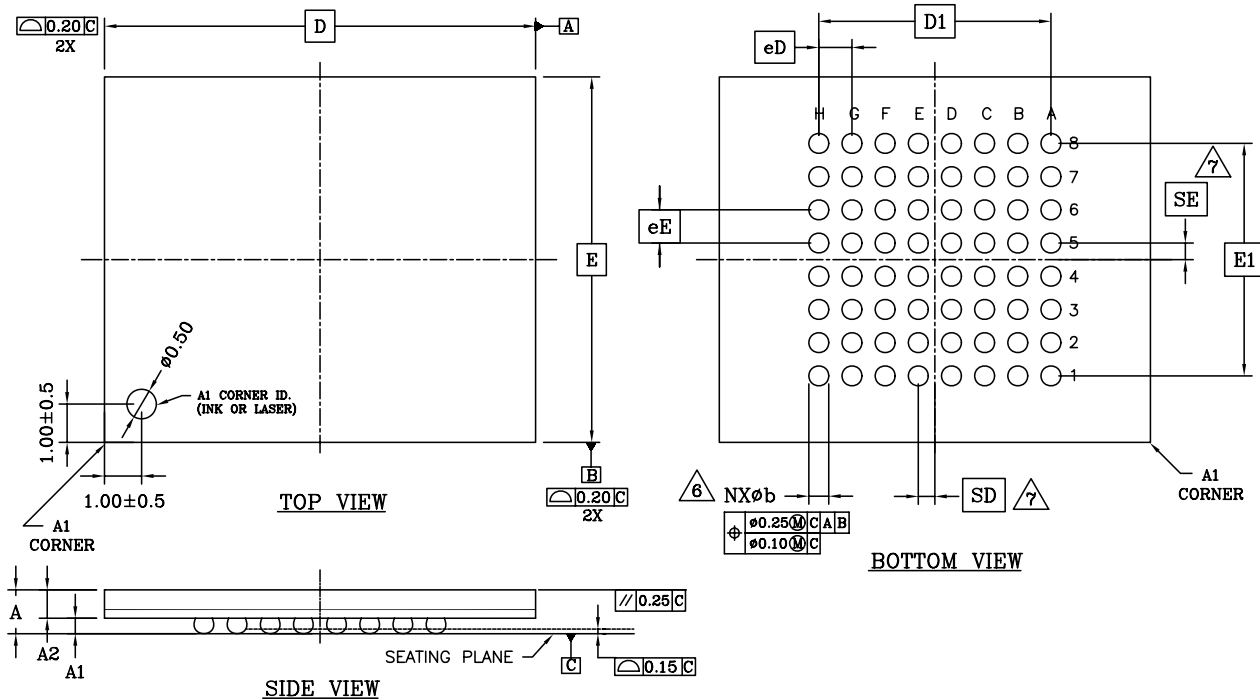 0.20 C
2X
D
A
D1
eD
H G F E D C B A
8
7
7
6
SE
eE
5
E
E1
4
3
2
1
ø0.50
1.00±0.5
A1 CORNER ID.
(INK OR LASER)
1.00±0.5
B
0.20 C
2X
TOP VIEW
A1
CORNER
6 NXøb
SD 7
A1
CORNER
ø0.25 M C A B
ø0.10 M C
BOTTOM VIEW
A
A2
A1
// 0.25 C
SEATING PLANE
C
0.15 C
SIDE VIEW